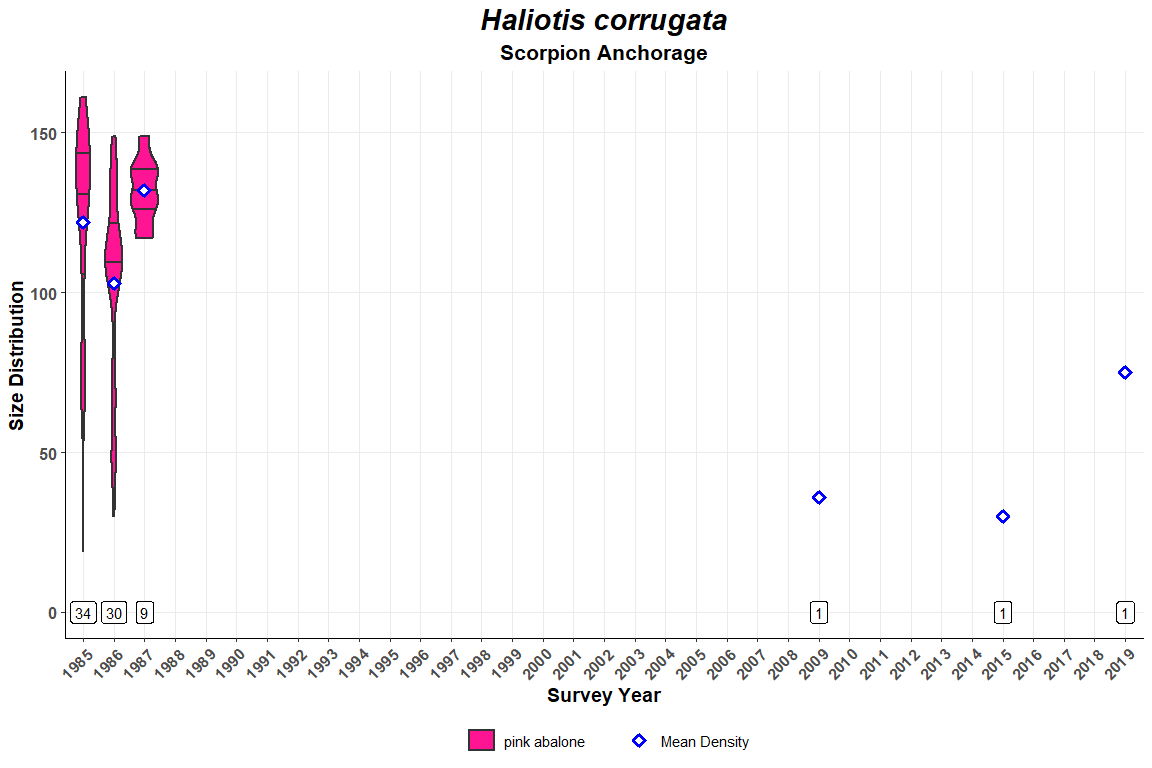 Haliotis corrugata
Scorpion Anchorage
Size Distribution
150
100
50
0
34 30 9 1 1 1
1985 1986 1987 1988 1989 1990 1991 1992 1993 1994 1995 1996 1997 1998 1999 2000 2001 2002 2003 2004 2005 2006 2007 2008 2009 2010 2011 2012 2013 2014 2015 2016 2017 2018 2019
Survey Year
pink abalone Mean Density